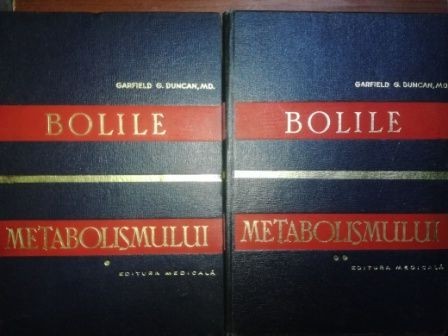 GARFIELD G. DUNCAN, M.D.
BOLILE
METABOLISMULUI
*
EDITURA MEDICALĂ
GARFIELD G. DUNCAN, M.D.
BOLILE
METABOLISMULUI
**
EDITURA MEDICALĂ